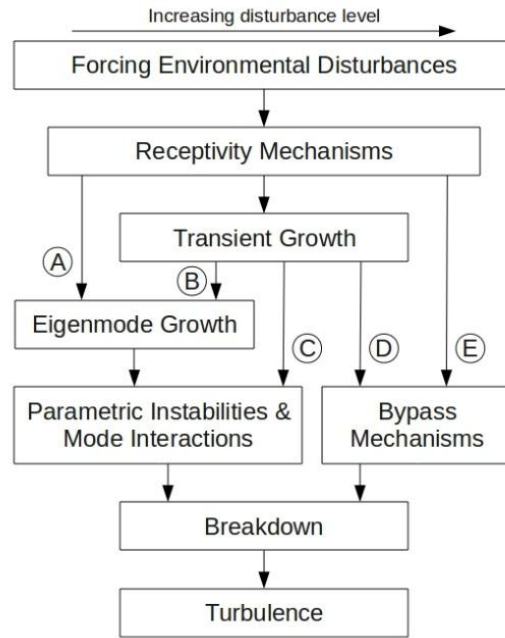 Increasing disturbance level
Forcing Environmental Disturbances
Receptivity Mechanisms
Transient Growth
A
B
Eigenmode Growth
C
D
E
Parametric Instabilities &
Mode Interactions
Bypass
Mechanisms
Breakdown
Turbulence